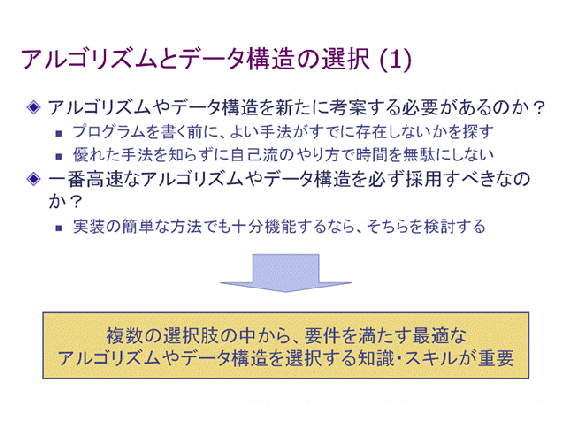 アルゴリズムとデータ構造の選択 (1)
アルゴリズムやデータ構造を新たに考案する必要があるのか？
プログラムを書く前に、よい手法がすでに存在しないかを探す
優れた手法を知らずに自己流のやり方で時間を無駄にしない
一番高速なアルゴリズムやデータ構造を必ず採用すべきなの
か？
実装の簡単な方法でも十分機能するなら、そちらを検討する
複数の選択肢の中から、要件を満たす最適な
アルゴリズムやデータ構造を選択する知識・スキルが重要